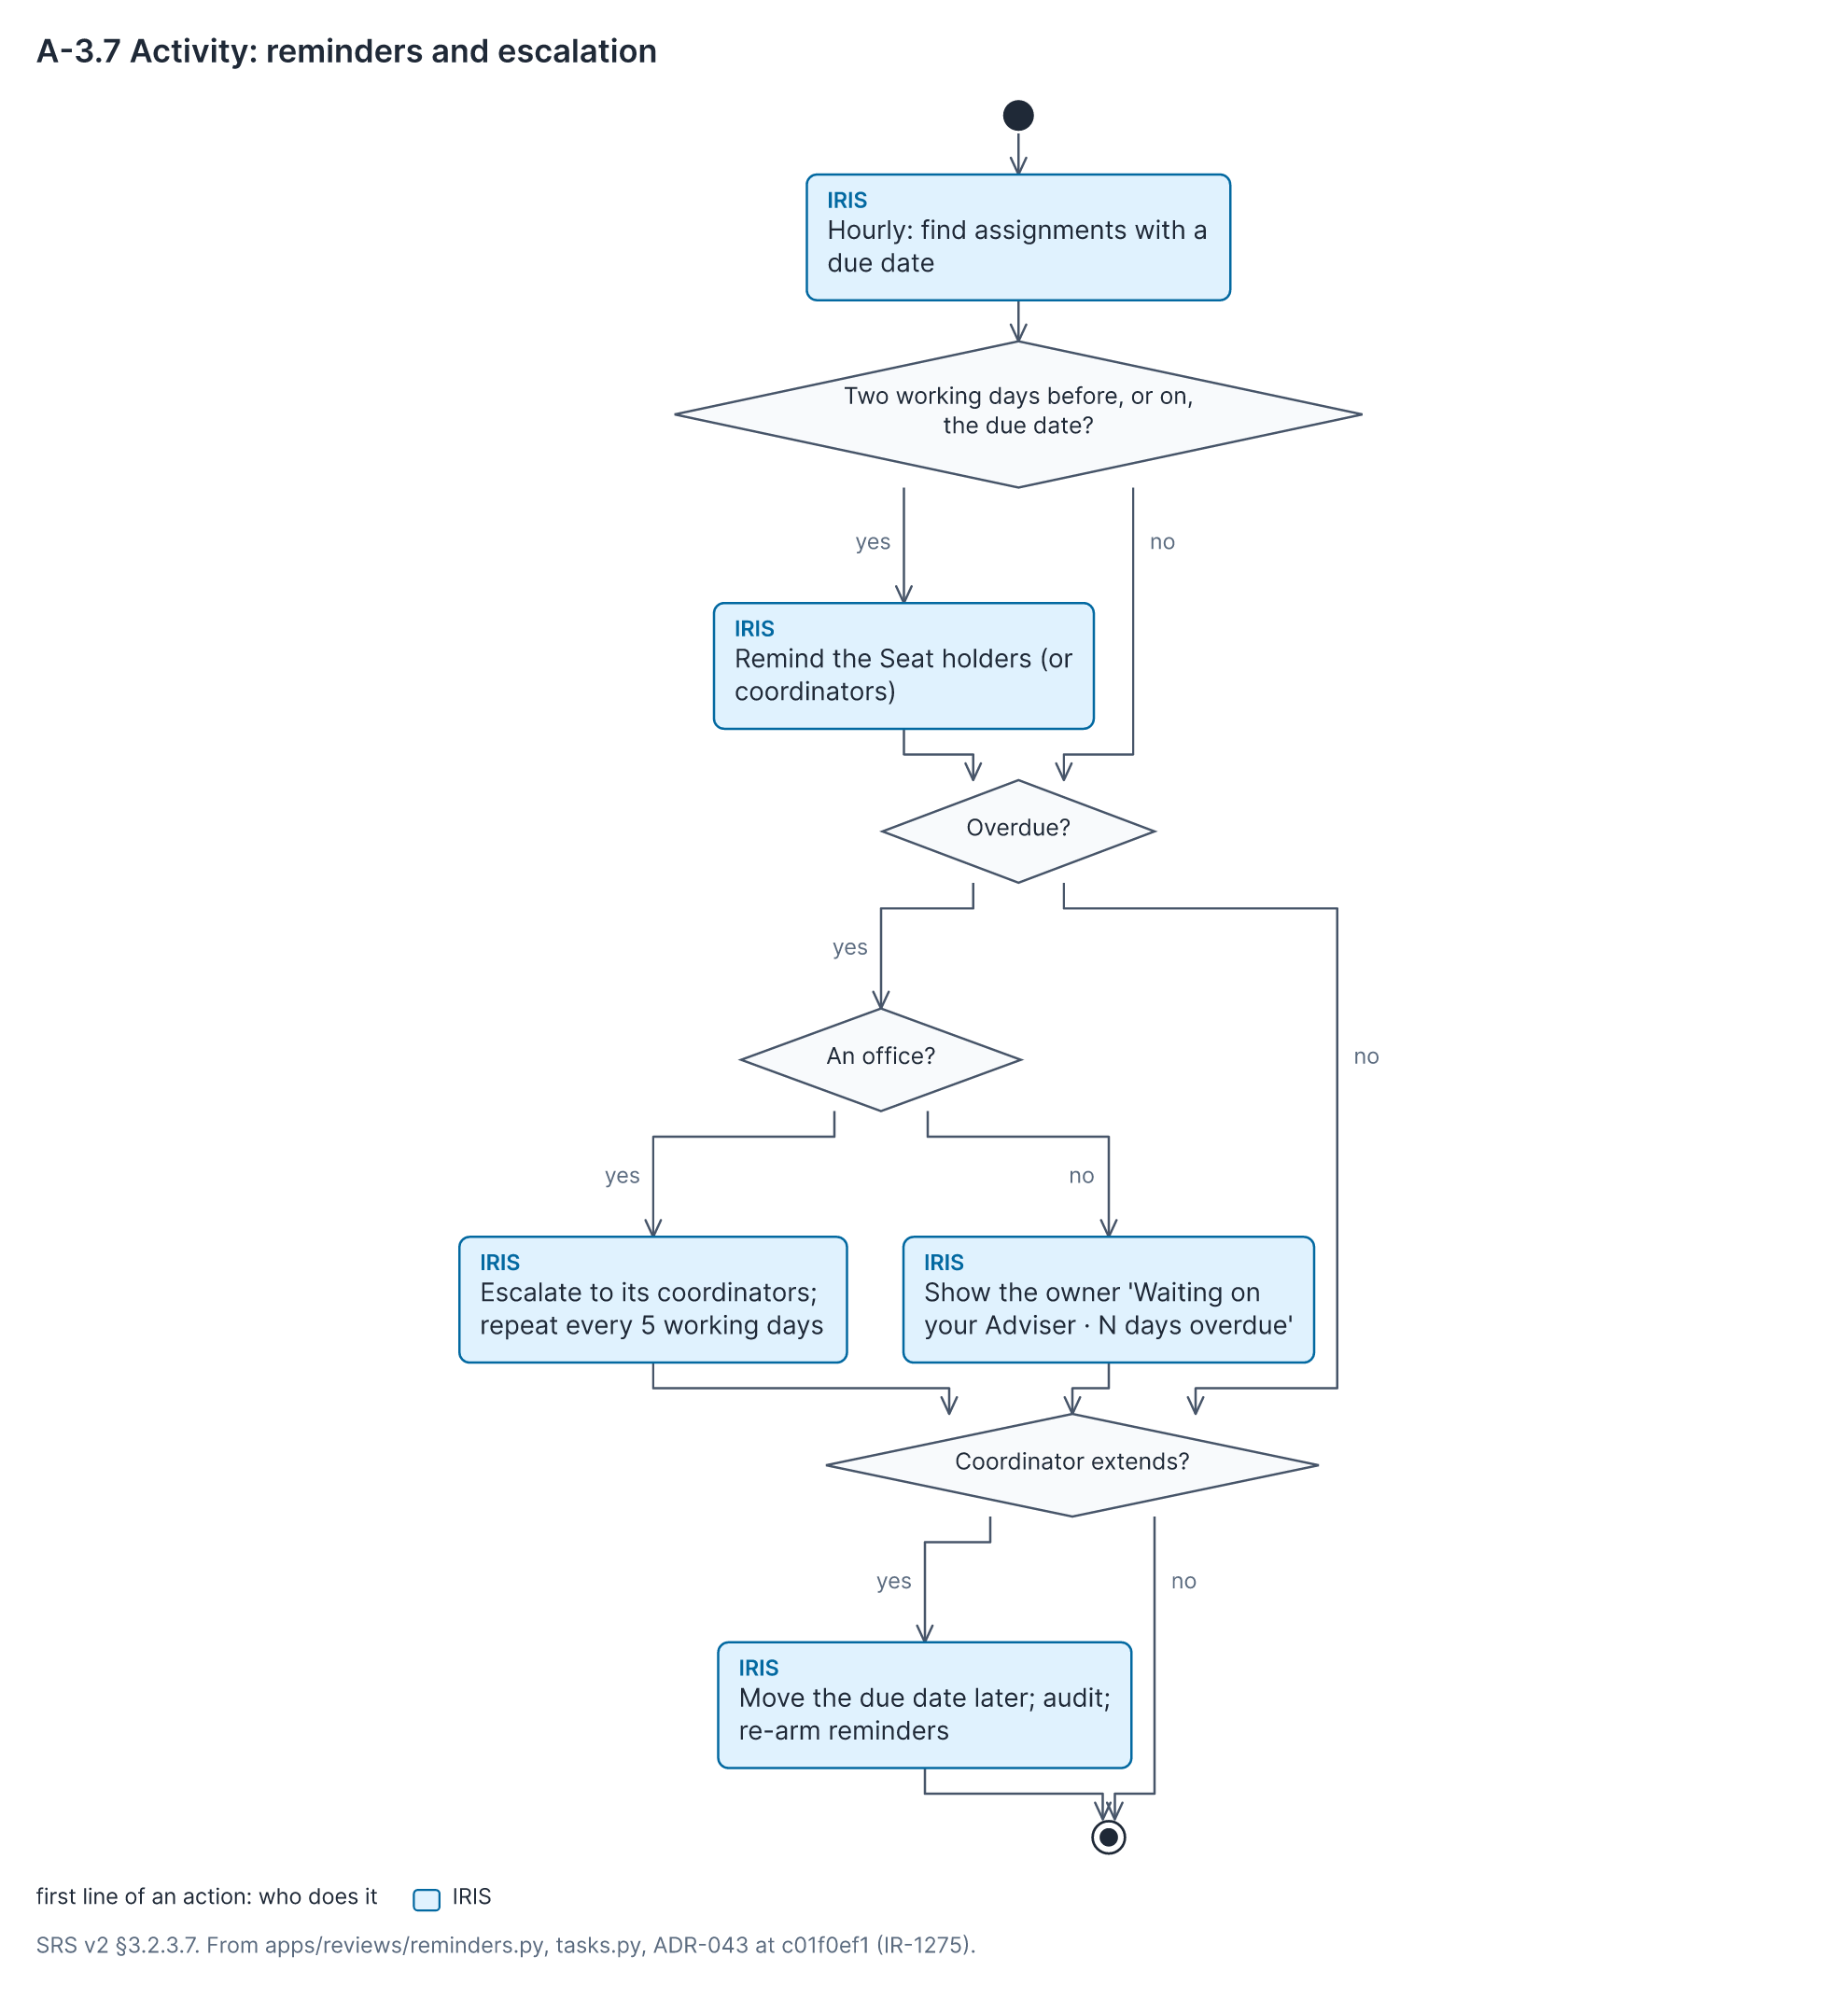 A-3.7 Activity: reminders and escalation
IRIS
Hourly: find assignments with a
due date
Two working days before, or on,
the due date?
yes
no
IRIS
Remind the Seat holders (or
coordinators)
Overdue?
yes
An office?
no
yes
no
IRIS
Escalate to its coordinators;
repeat every 5 working days
IRIS
Show the owner 'Waiting on
your Adviser · N days overdue'
Coordinator extends?
yes
no
IRIS
Move the due date later; audit;
re-arm reminders
first line of an action: who does it
IRIS
SRS v2 §3.2.3.7. From apps/reviews/reminders.py, tasks.py, ADR-043 at c01f0ef1 (IR-1275).